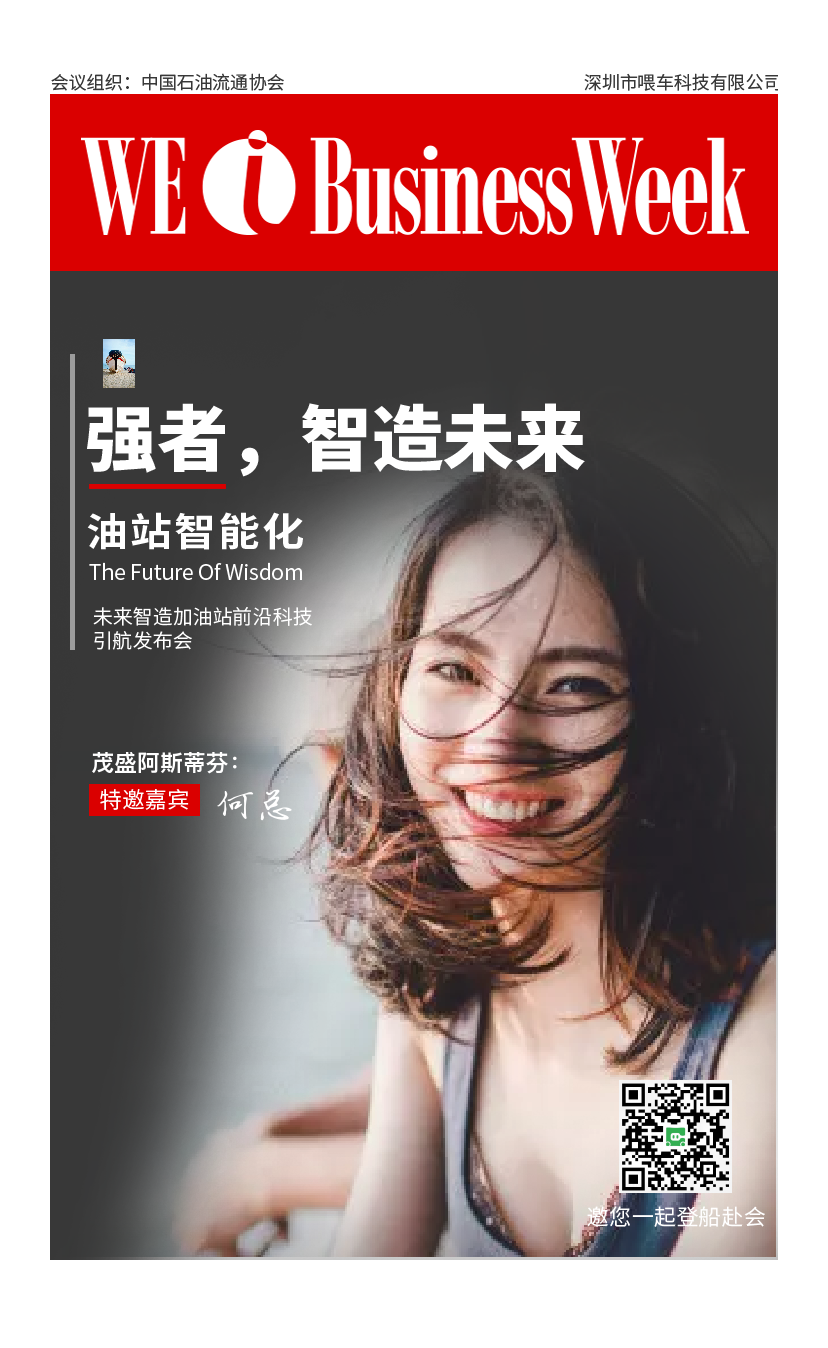 会议组织：中国石油流通协会
深圳市喂车科技有限公司
WE i BusinessWeek
强者，智造未来
油站智能化
The Future Of Wisdom
未来智造加油站前沿科技
引航发布会
茂盛阿斯蒂芬：
特邀嘉宾
何忌
邀您一起登船赴会